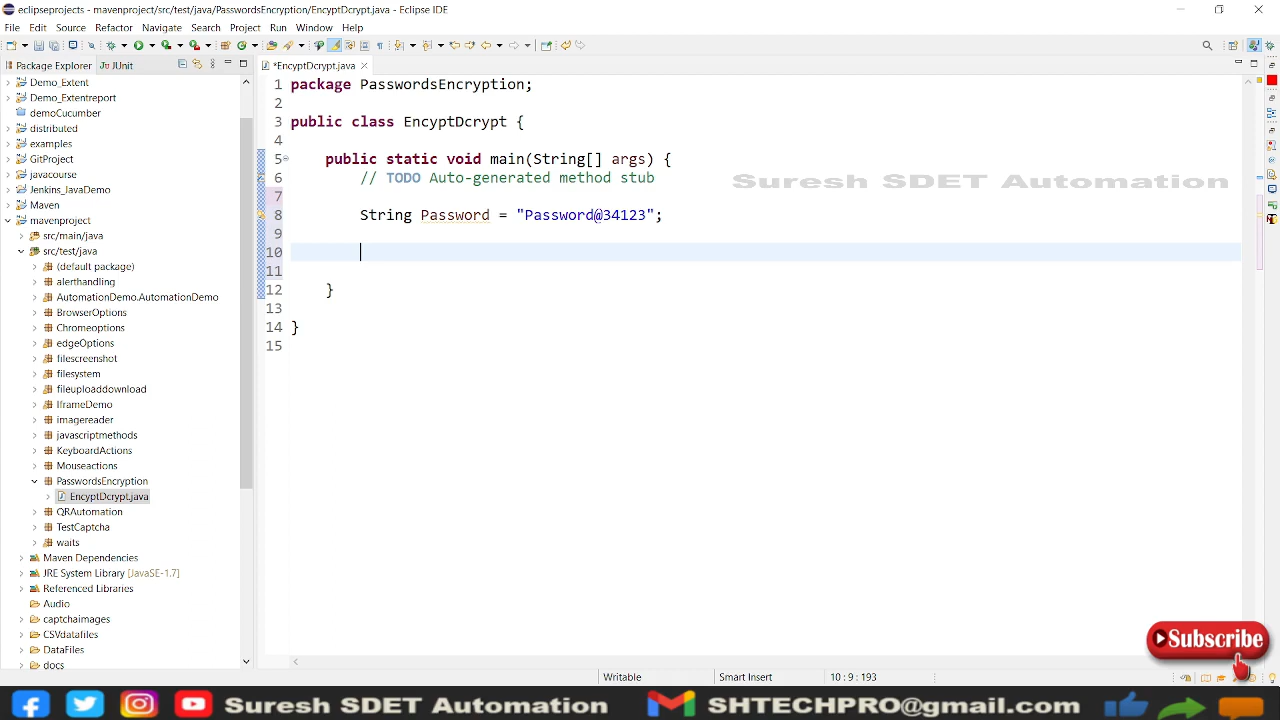 eclipseprojects - mavenproject/src/test/java/PasswordsEncryption/EncyptDcrypt.java - Eclipse IDE
File Edit Source Refactor Navigate Search Project Run Window Help
Package Explorer JUnit
*EncyptDcrypt.java
Demo_Extent
Demo_Extentreport
demoCucumber
distributed
examples
GitProject
javacourse
Jenkins_JavaDemo
Maven
mavenproject
src/main/java
src/test/java
(default package)
alerthandling
AutomationDemo.AutomationDemo
BrowserOptions
Chromeoptions
edgeOptions
filescreenshot
filesystem
fileuploaddownload
IframeDemo
imagereader
javascriptmethods
KeyboardActions
Mouseactions
PasswordsEncryption
EncyptDcrypt.java
QRAutomation
TestCaptcha
waits
Maven Dependencies
JRE System Library [JavaSE-1.7]
Referenced Libraries
Audio
captchaimages
CSVdatafiles
DataFiles
docs
1 package PasswordsEncryption;
2
3 public class EncyptDcrypt {
4
5 public static void main(String[] args) {
6 // TODO Auto-generated method stub
7
8 String Password = "Password@34123";
9
10
11
12 }
13
14 }
15
Suresh SDET Automation
Subscribe
Writable Smart Insert 10 : 9 : 193
Suresh SDET Automation SHTECHPRO@gmail.com